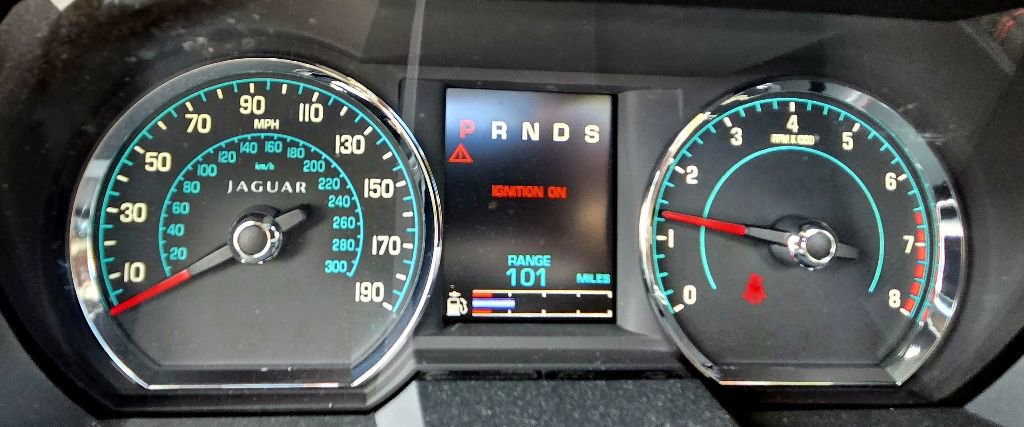 10 30 50 70 90 110 130 150 170 190
MPH
20 40 60 80 100 120 140 160 180 200 220 240 260 280 300
km/h
JAGUAR
P R N D S
IGNITION ON
RANGE
101 MILES
0 1 2 3 4 5 6 7 8
RPM X 1000